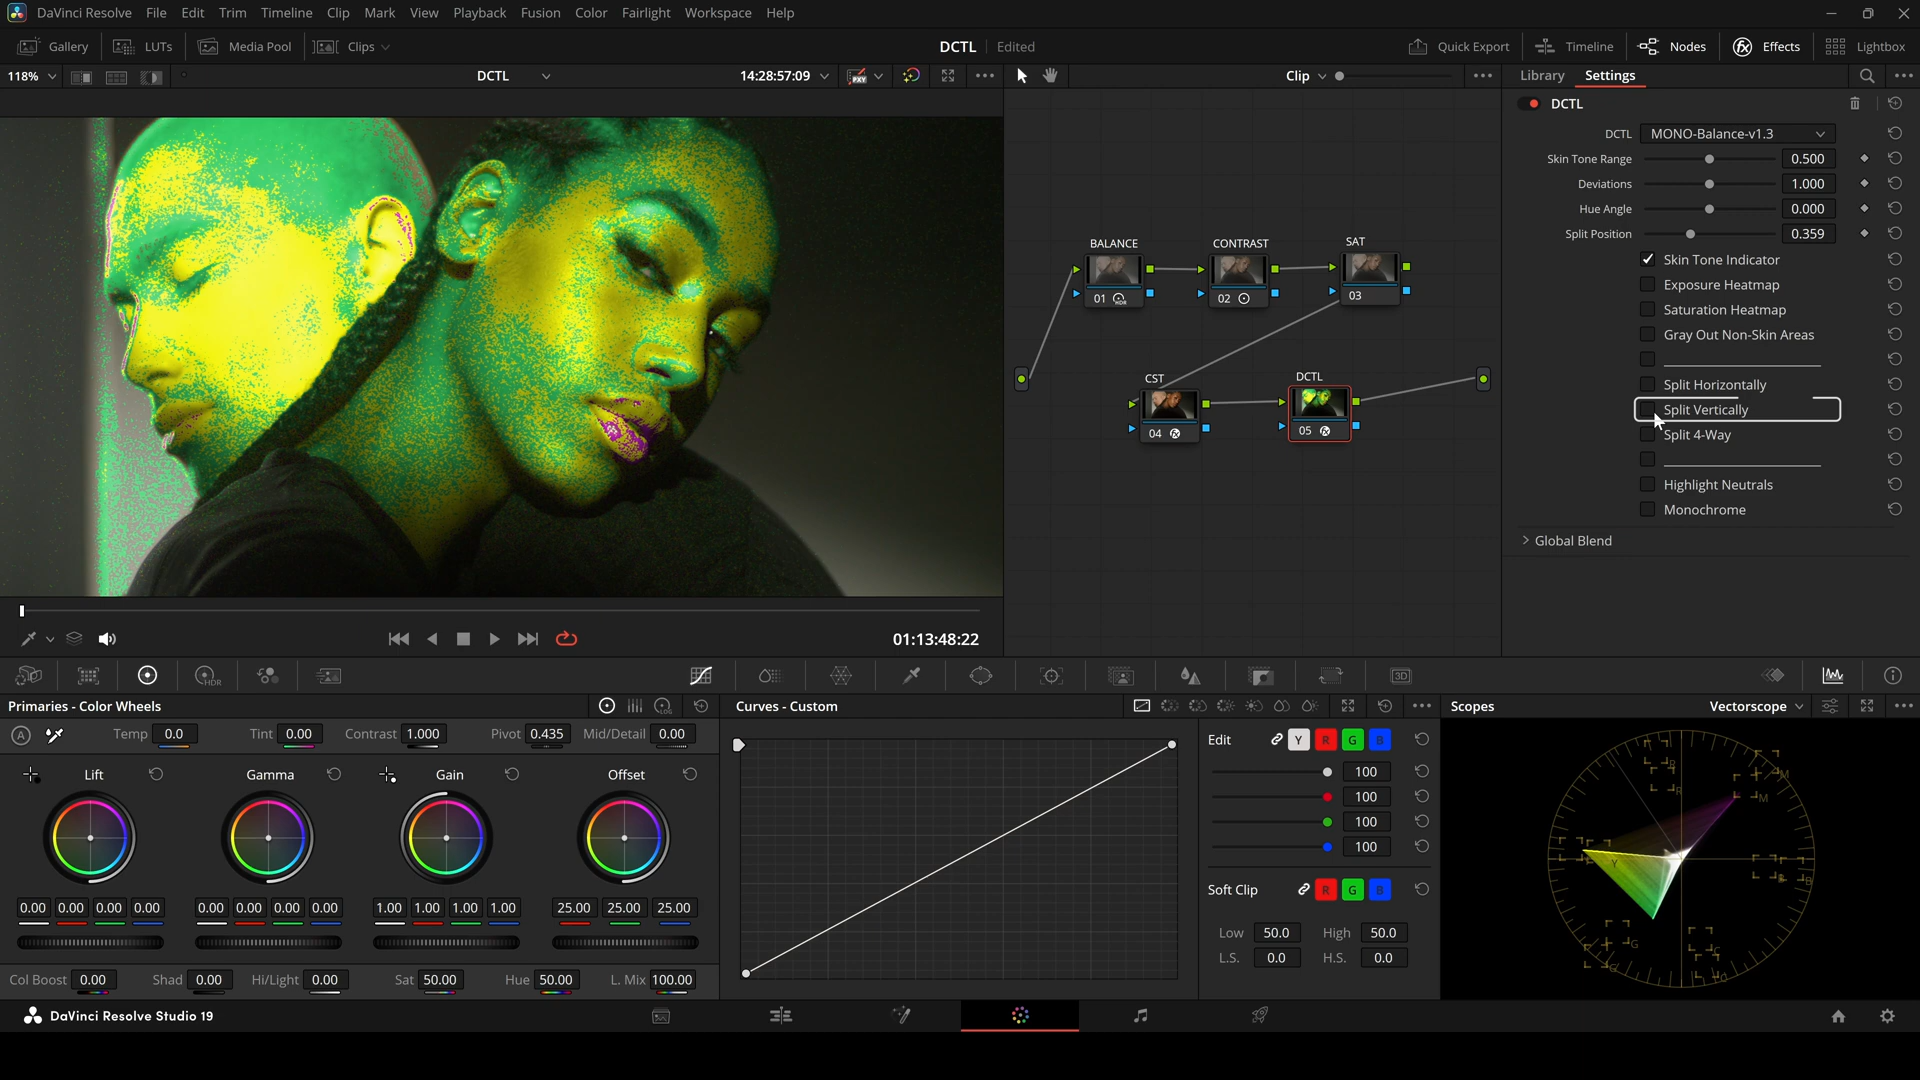 DaVinci Resolve File Edit Trim Timeline Clip Mark View Playback Fusion Color Fairlight Workspace Help
Gallery LUTs Media Pool Clips DCTL Edited Quick Export Timeline Nodes Effects Lightbox
118% DCTL 14:28:57:09 Clip Library Settings
DCTL
DCTL MONO-Balance-v1.3
Skin Tone Range 0.500
Deviations 1.000
Hue Angle 0.000
Split Position 0.359
Skin Tone Indicator
Exposure Heatmap
Saturation Heatmap
Gray Out Non-Skin Areas
Split Horizontally
Split Vertically
Split 4-Way
Highlight Neutrals
Monochrome
Global Blend
BALANCE CONTRAST SAT
01 HDR 02 03
CST DCTL
04 05
01:13:48:22
HDR 3D
Primaries - Color Wheels LOG Curves - Custom Scopes Vectorscope
A Temp 0.0 Tint 0.00 Contrast 1.000 Pivot 0.435 Mid/Detail 0.00
Lift Gamma Gain Offset
0.00 0.00 0.00 0.00 0.00 0.00 0.00 0.00 1.00 1.00 1.00 1.00 25.00 25.00 25.00
Col Boost 0.00 Shad 0.00 Hi/Light 0.00 Sat 50.00 Hue 50.00 L. Mix 100.00
Edit Y R G B
100
100
100
100
Soft Clip R G B
Low 50.0 High 50.0
L.S. 0.0 H.S. 0.0
R M
R M
Y
B B
G C
G
DaVinci Resolve Studio 19